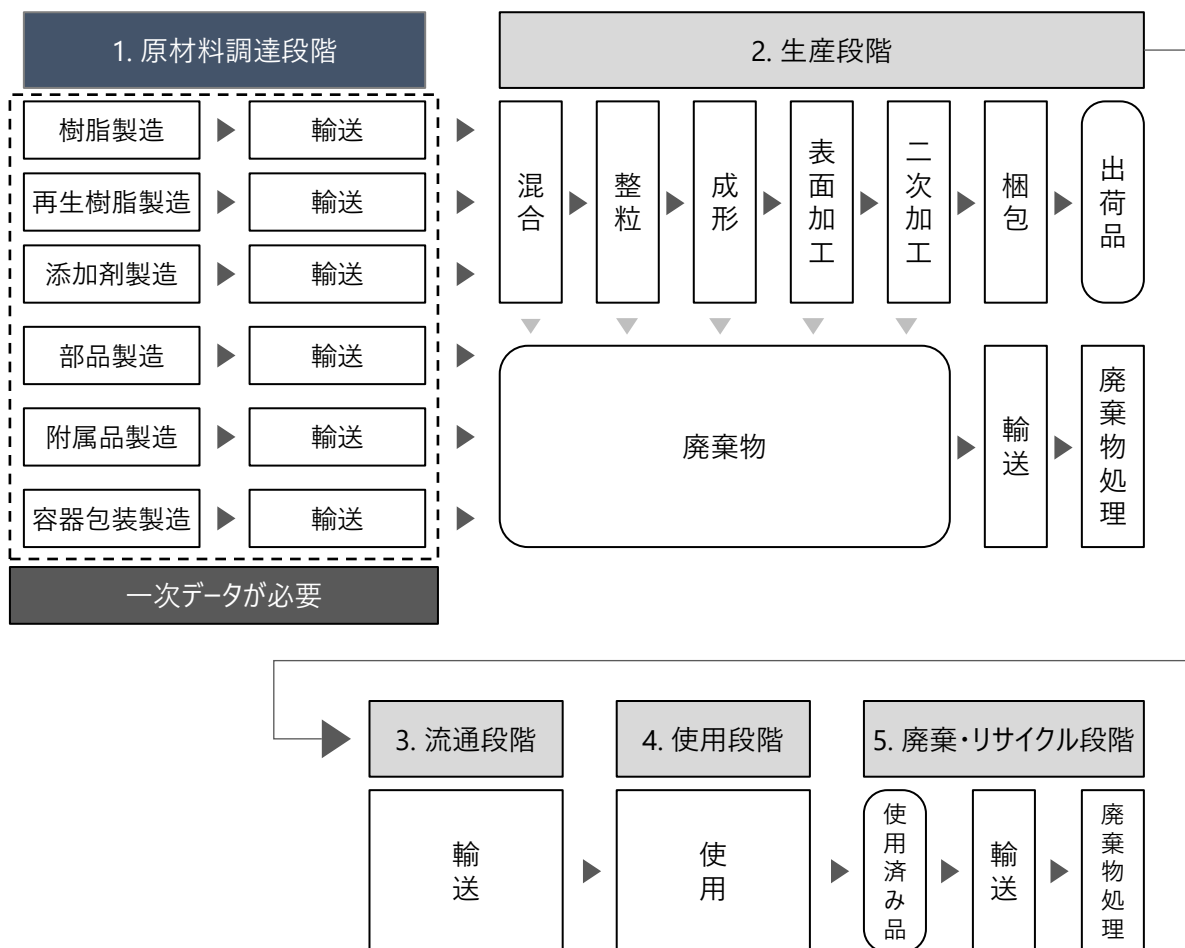 1. 原材料調達段階
2. 生産段階
樹脂製造
輸送
再生樹脂製造
輸送
添加剤製造
輸送
部品製造
輸送
附属品製造
輸送
容器包装製造
輸送
一次データが必要
混合
整粒
成形
表面加工
二次加工
梱包
出荷品
廃棄物
輸送
廃棄物処理
3. 流通段階
4. 使用段階
5. 廃棄・リサイクル段階
輸送
使用
使用済み品
輸送
廃棄物処理